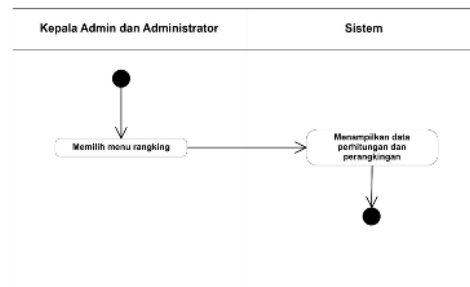 Kepala Admin dan Administrator
Sistem
Memilih menu rangking
Menampilkan data
perhitungan dan
perangkingan